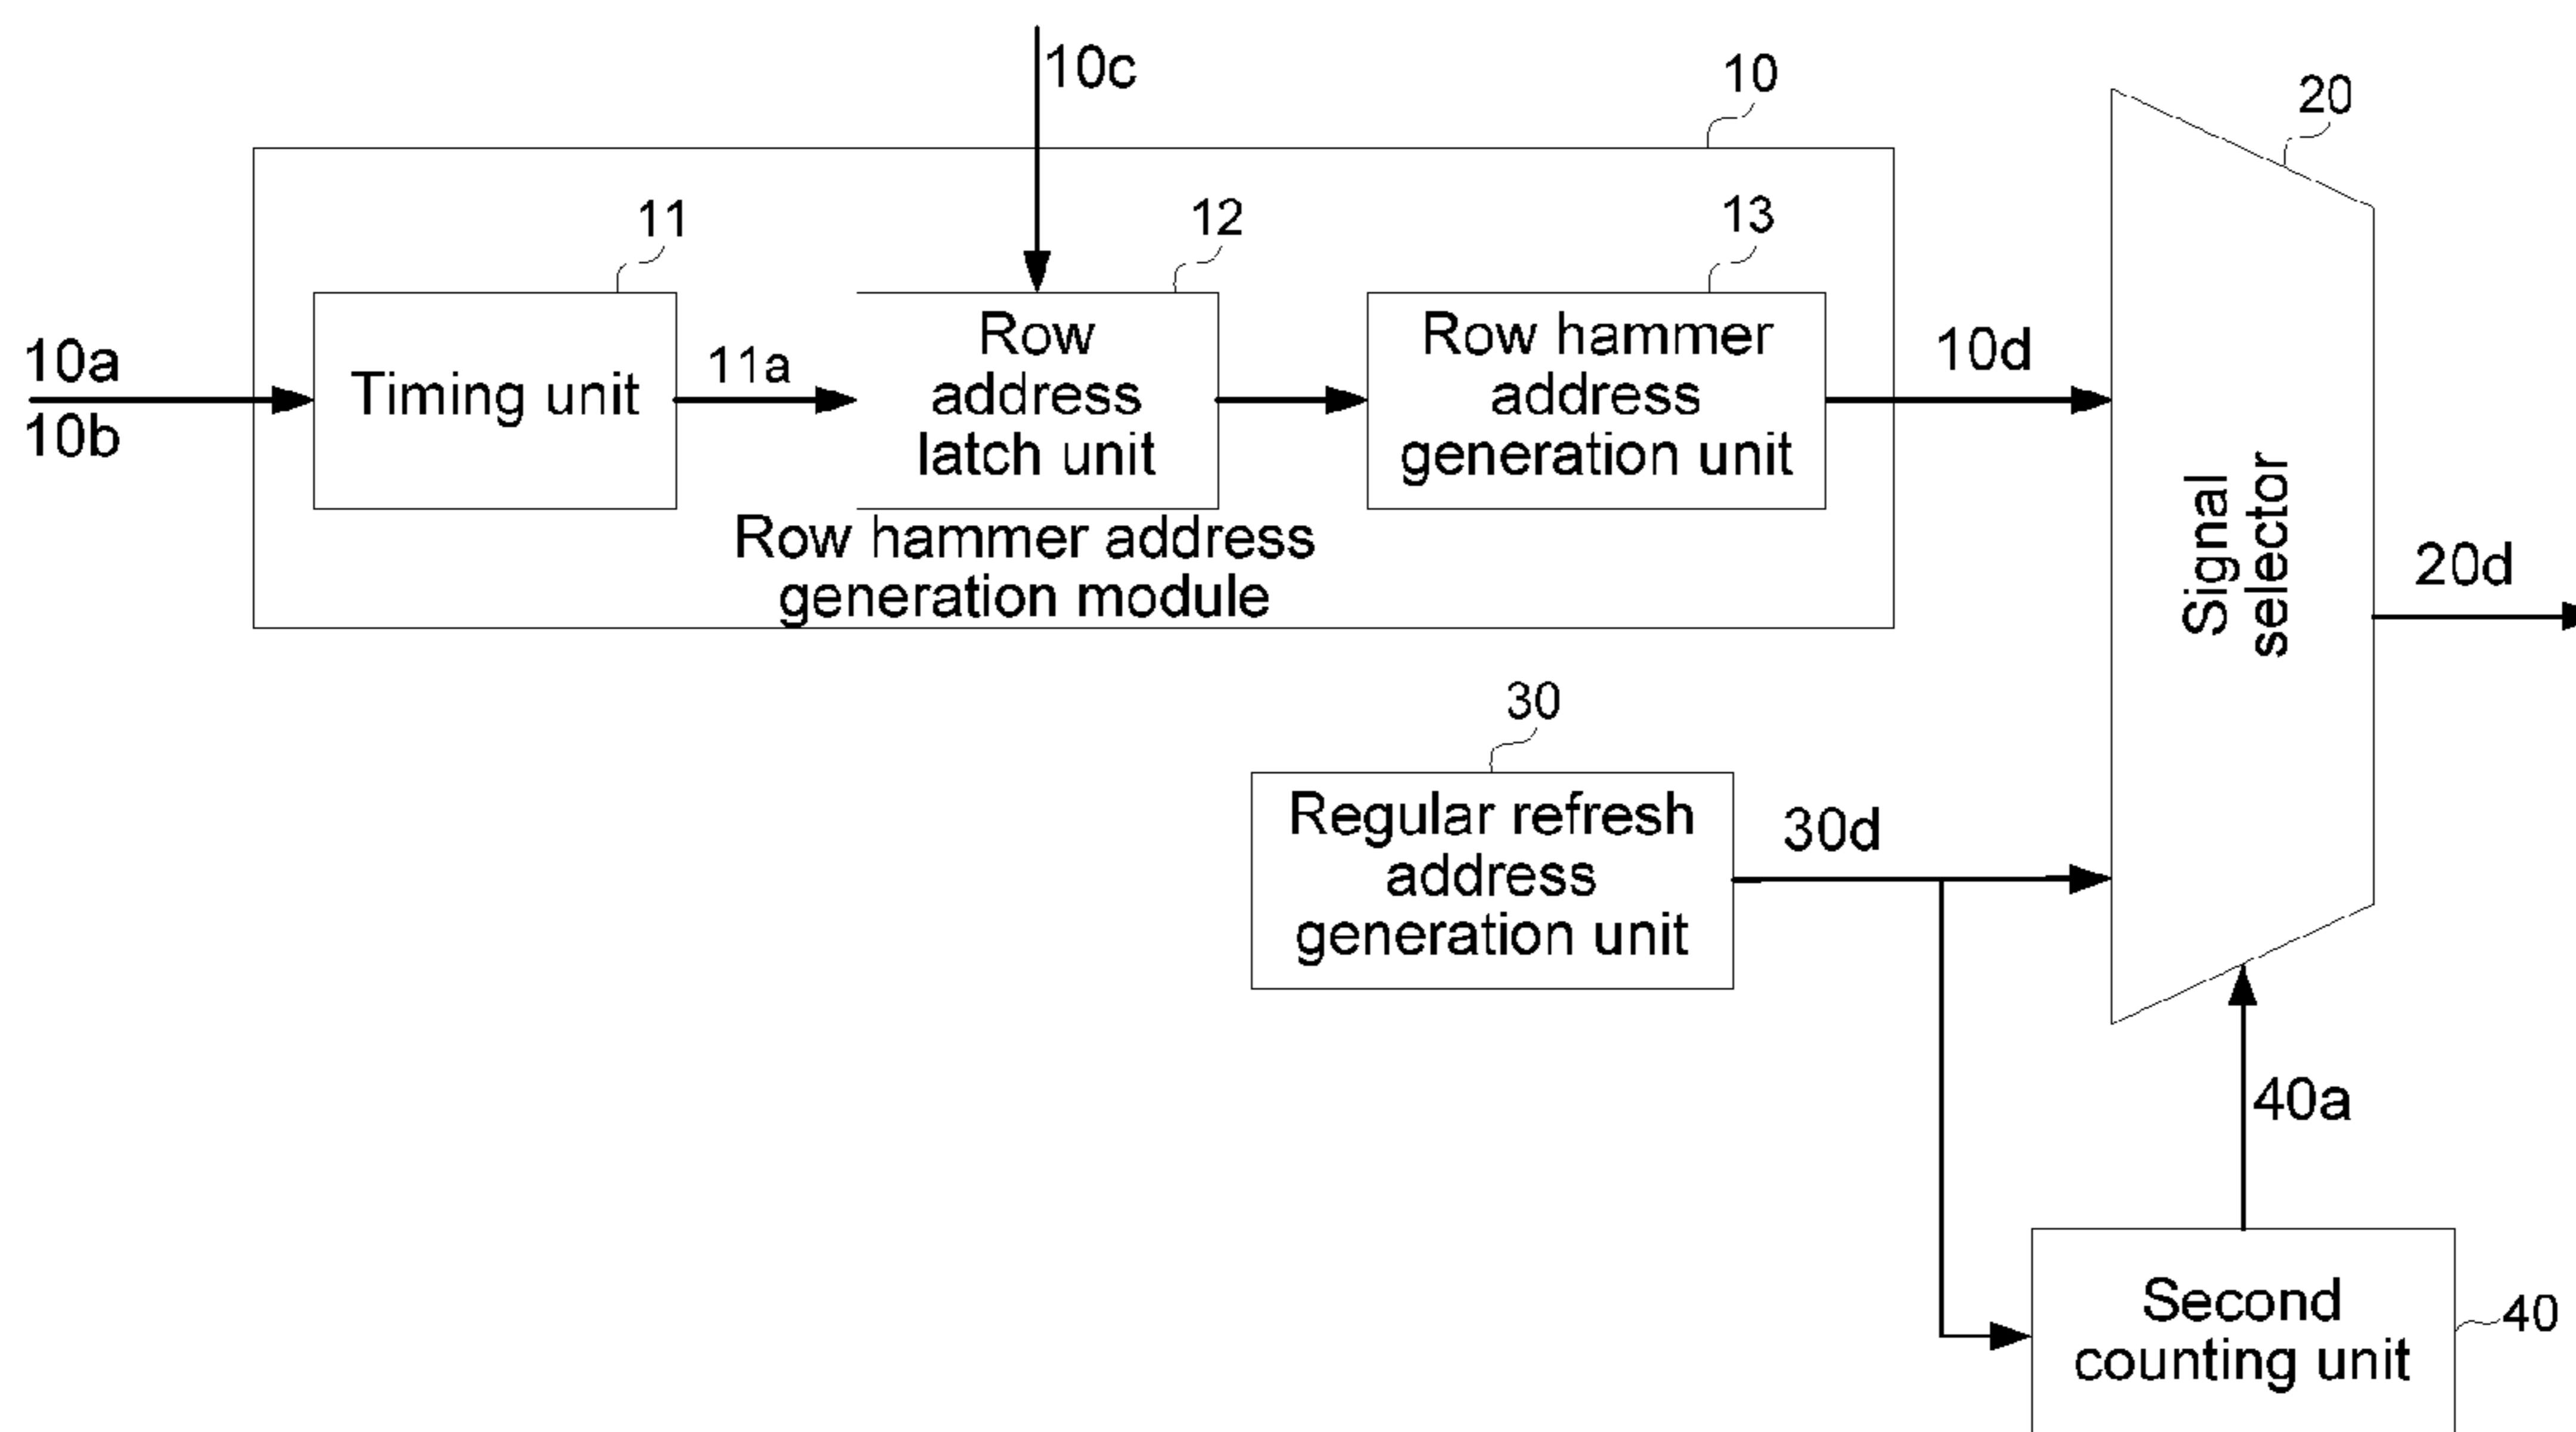 10c
10
20
11
12
13
10a
10b
Timing unit
11a
Row
address
latch unit
Row hammer
address
generation unit
10d
Row hammer address
generation module
Signal
selector
20d
30
Regular refresh
address
generation unit
30d
40a
Second
counting unit
40